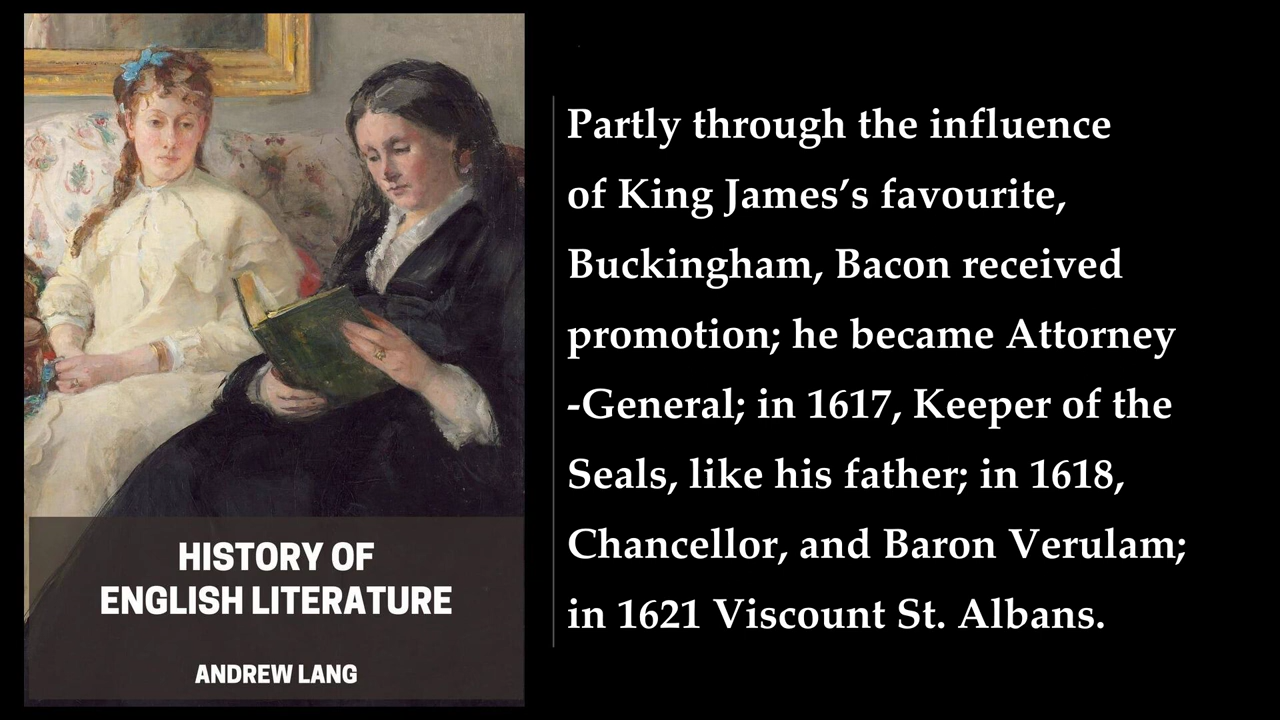 HISTORY OF
ENGLISH LITERATURE
ANDREW LANG
Partly through the influence
of King James’s favourite,
Buckingham, Bacon received
promotion; he became Attorney
-General; in 1617, Keeper of the
Seals, like his father; in 1618,
Chancellor, and Baron Verulam;
in 1621 Viscount St. Albans.